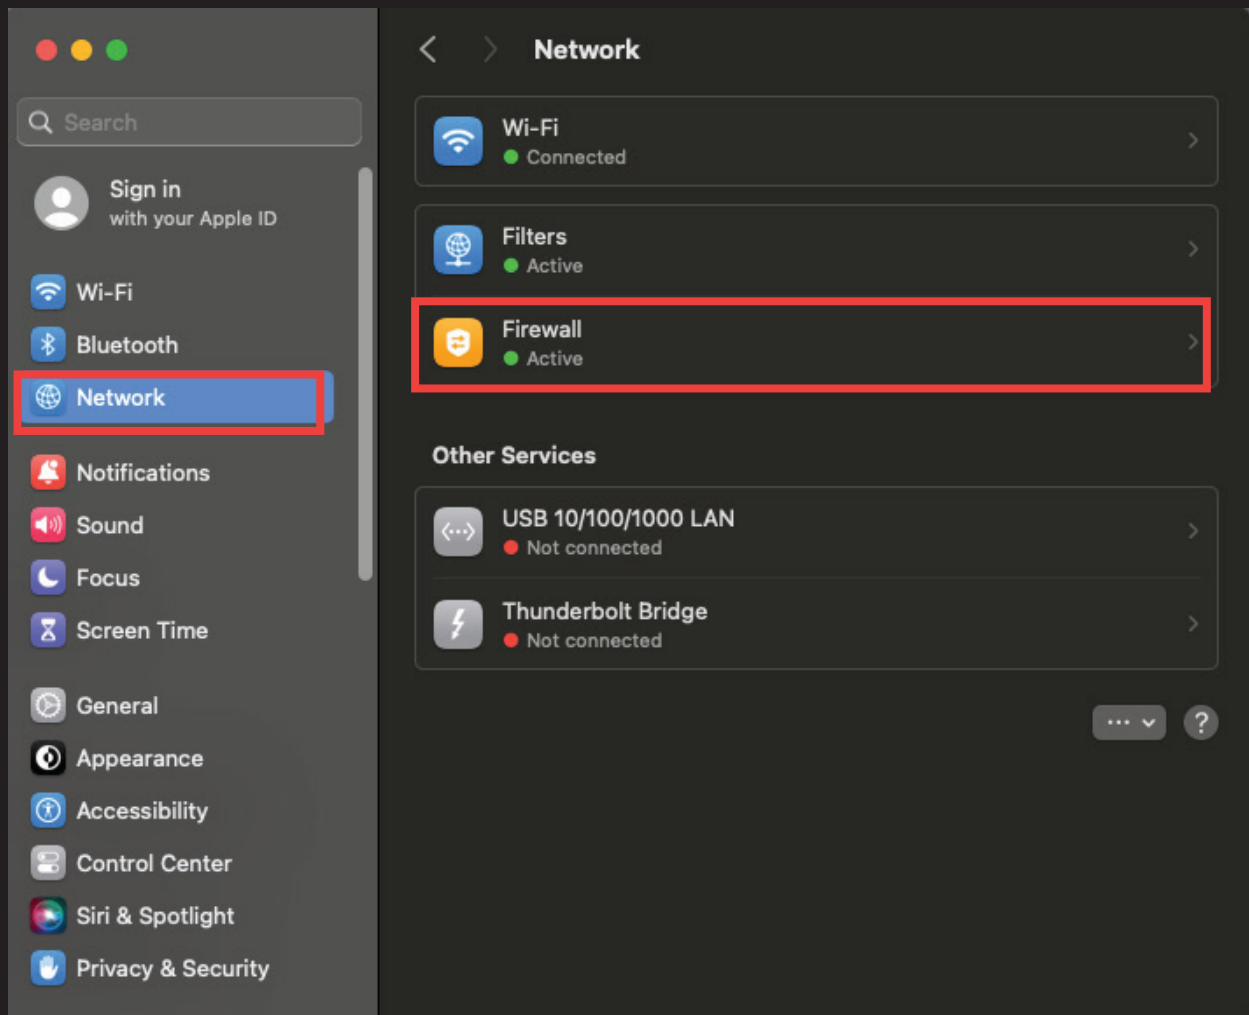 Search
Sign in
with your Apple ID
Wi-Fi
Bluetooth
Network
Notifications
Sound
Focus
Screen Time
General
Appearance
Accessibility
Control Center
Siri & Spotlight
Privacy & Security
Network
Wi-Fi
Connected
Filters
Active
Firewall
Active
Other Services
USB 10/100/1000 LAN
Not connected
Thunderbolt Bridge
Not connected
?